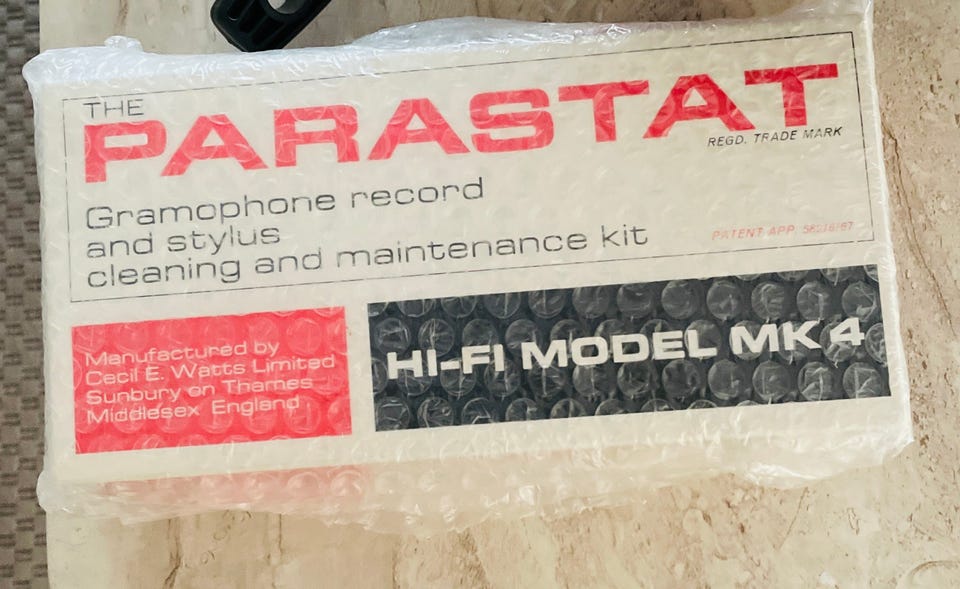 THE
PARASTAT
REGD. TRADE MARK
Gramophone record
and stylus
cleaning and maintenance kit
PATENT APP.
Manufactured by
Cecil E. Watts Limited
Sunbury on Thames
Middlesex England
HI-FI MODEL MK 4